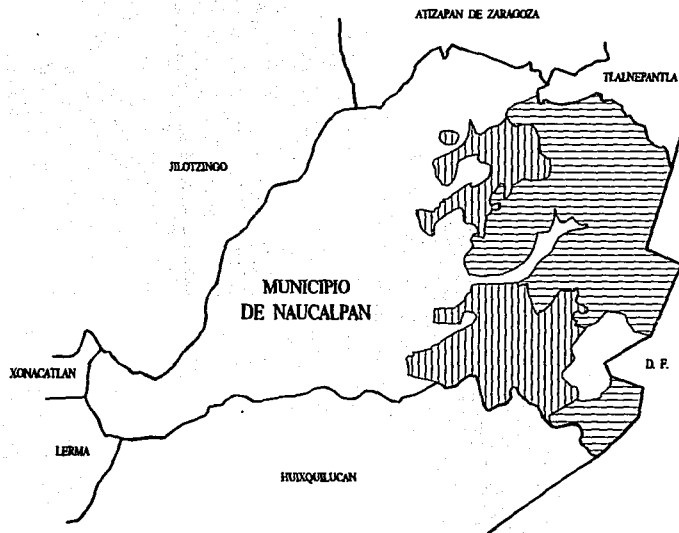 ATIZAPAN DE ZARAGOZA
TLALNEPANTLA
JILOTZINGO
MUNICIPIO
DE NAUCALPAN
XONACATLAN
D. F.
LERMA
HUIXQUILUCAN